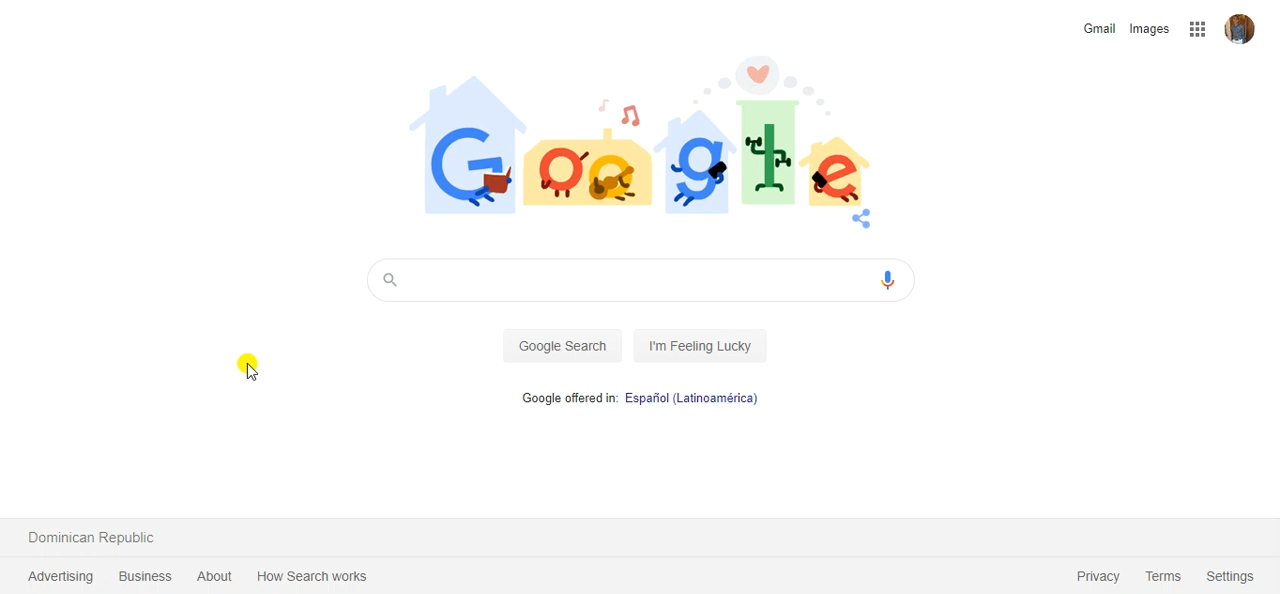 Gmail Images
Google
Google Search I'm Feeling Lucky
Google offered in: Español (Latinoamérica)
Dominican Republic
Advertising Business About How Search works Privacy Terms Settings